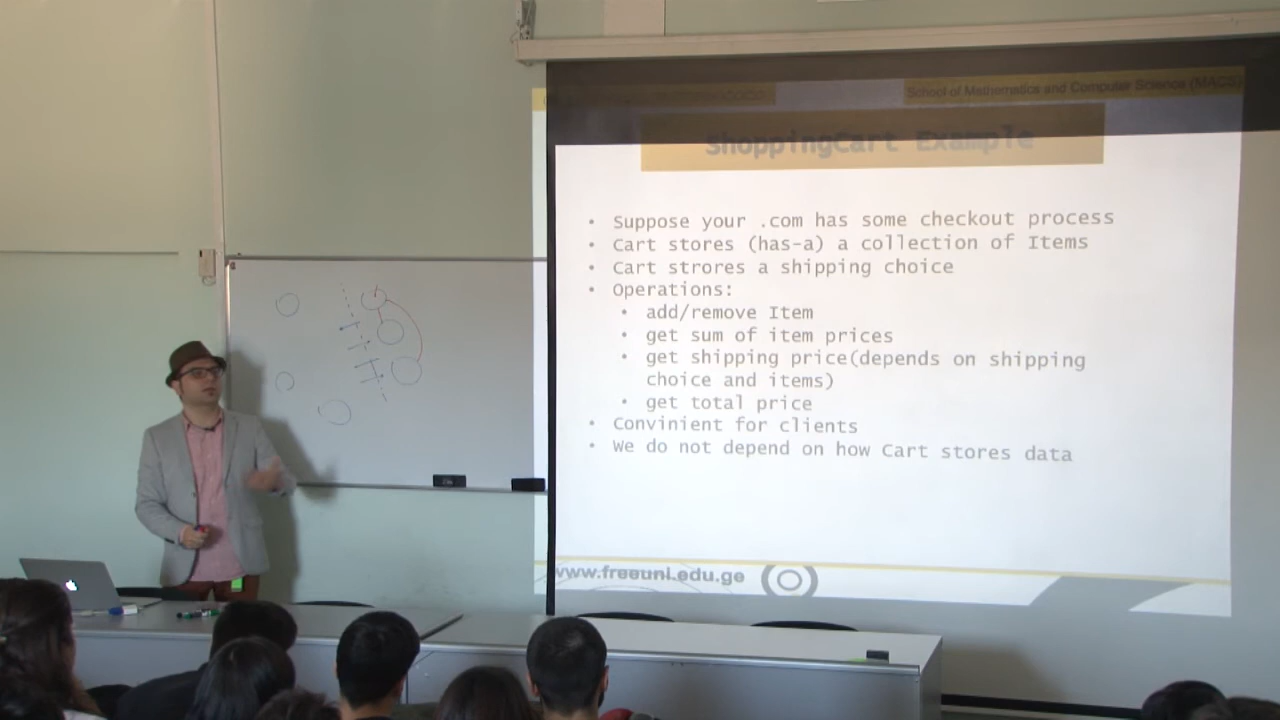 School of Mathematics and Computer Science (MACS)
ShoppingCart Example
• Suppose your .com has some checkout process
• Cart stores (has-a) a collection of Items
• Cart strores a shipping choice
• Operations:
• add/remove Item
• get sum of item prices
• get shipping price(depends on shipping
choice and items)
• get total price
• Convinient for clients
• We do not depend on how Cart stores data
www.freeuni.edu.ge